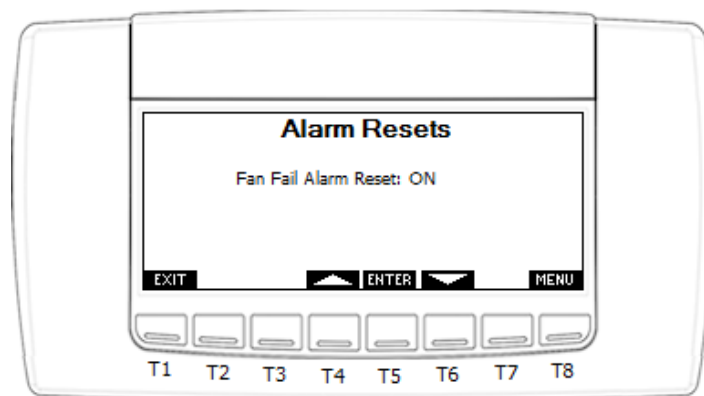 Alarm Resets
Fan Fail Alarm Reset: ON
EXIT ENTER MENU
T1 T2 T3 T4 T5 T6 T7 T8